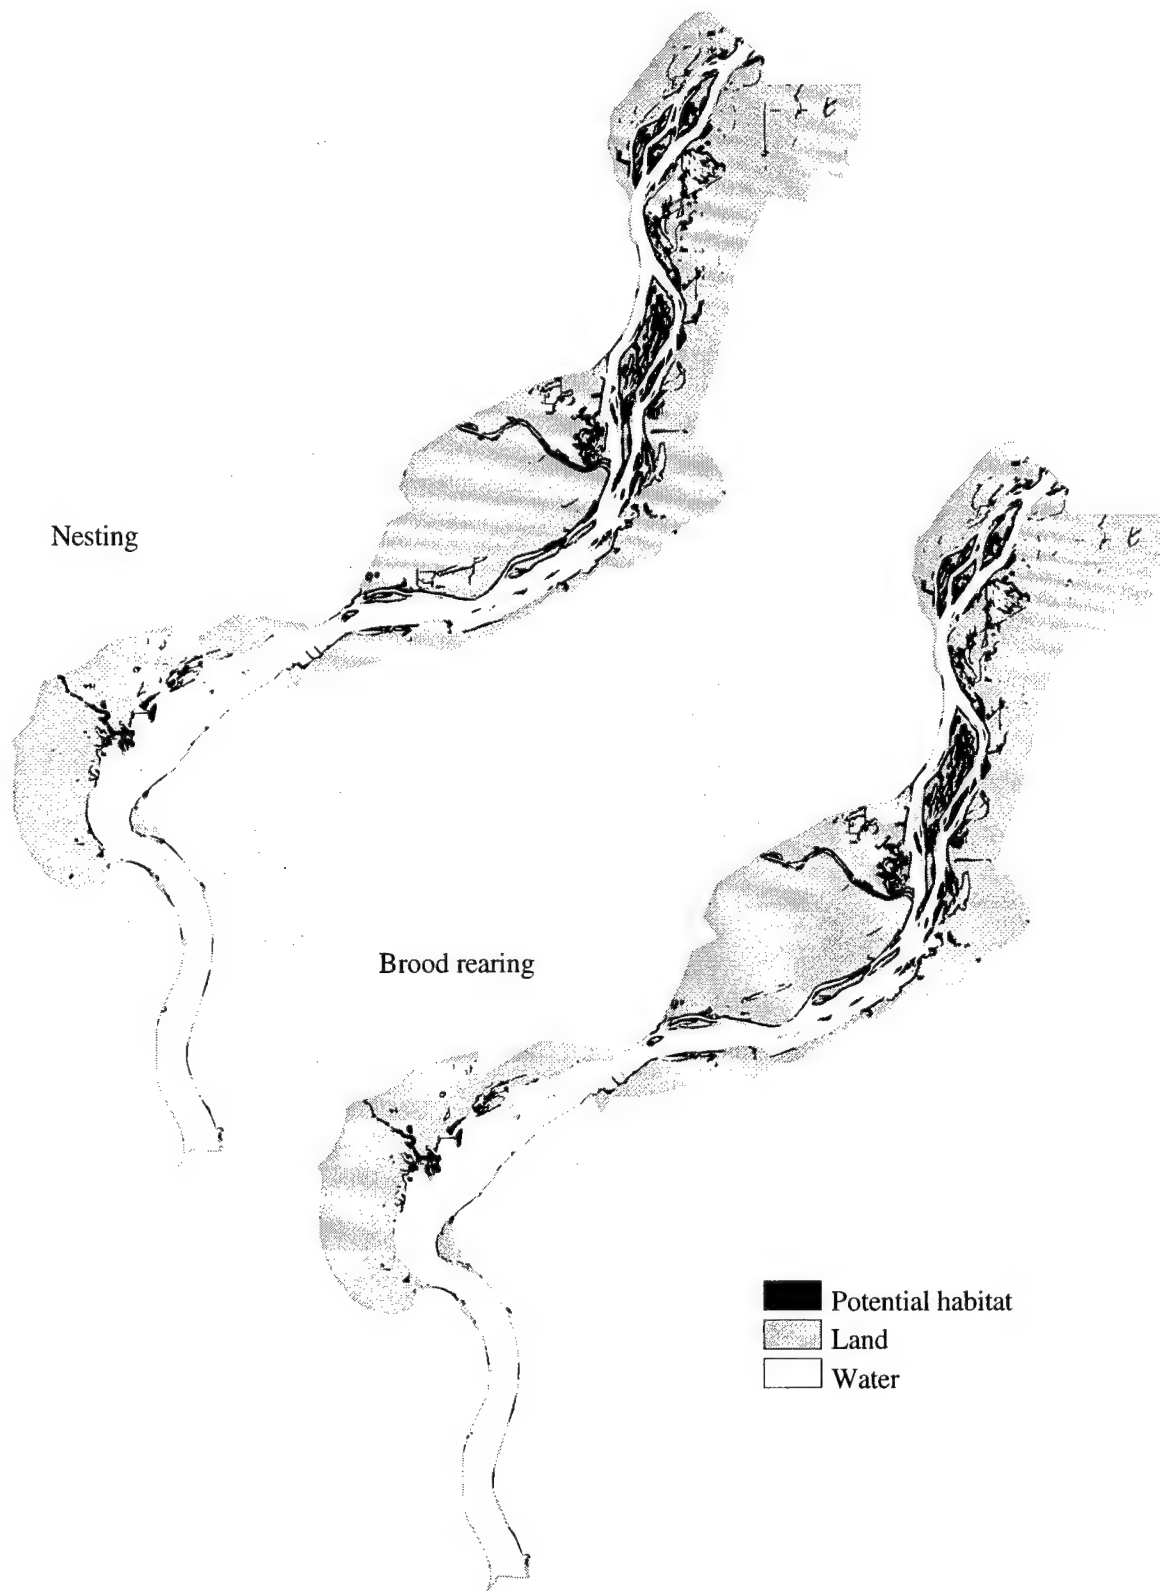 Nesting
Brood rearing
Potential habitat
Land
Water